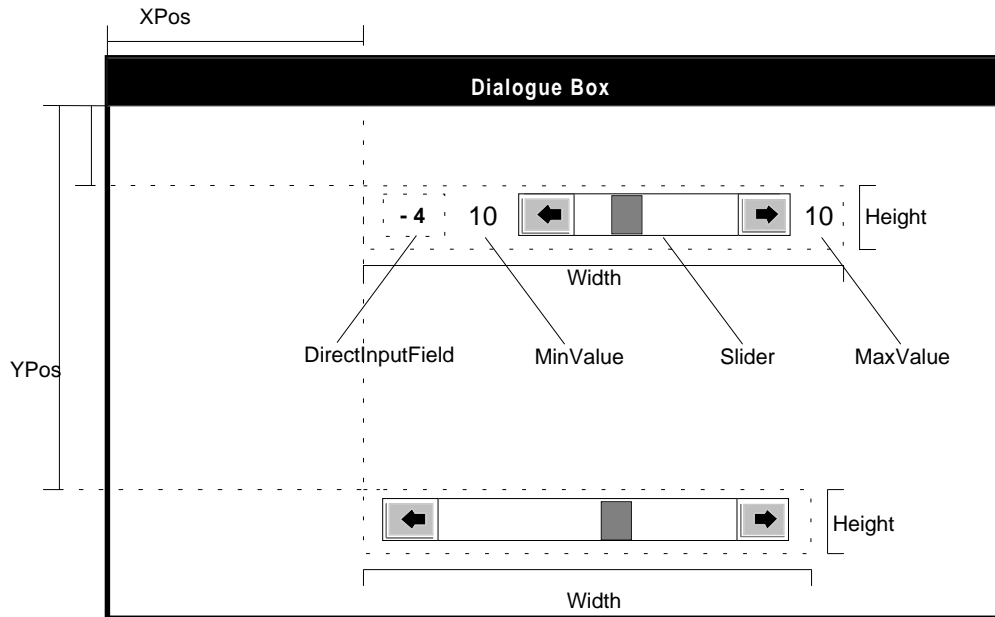 XPos
Dialogue Box
- 4 10 10 Height
Width
DirectInputField MinValue Slider MaxValue
YPos
Height
Width